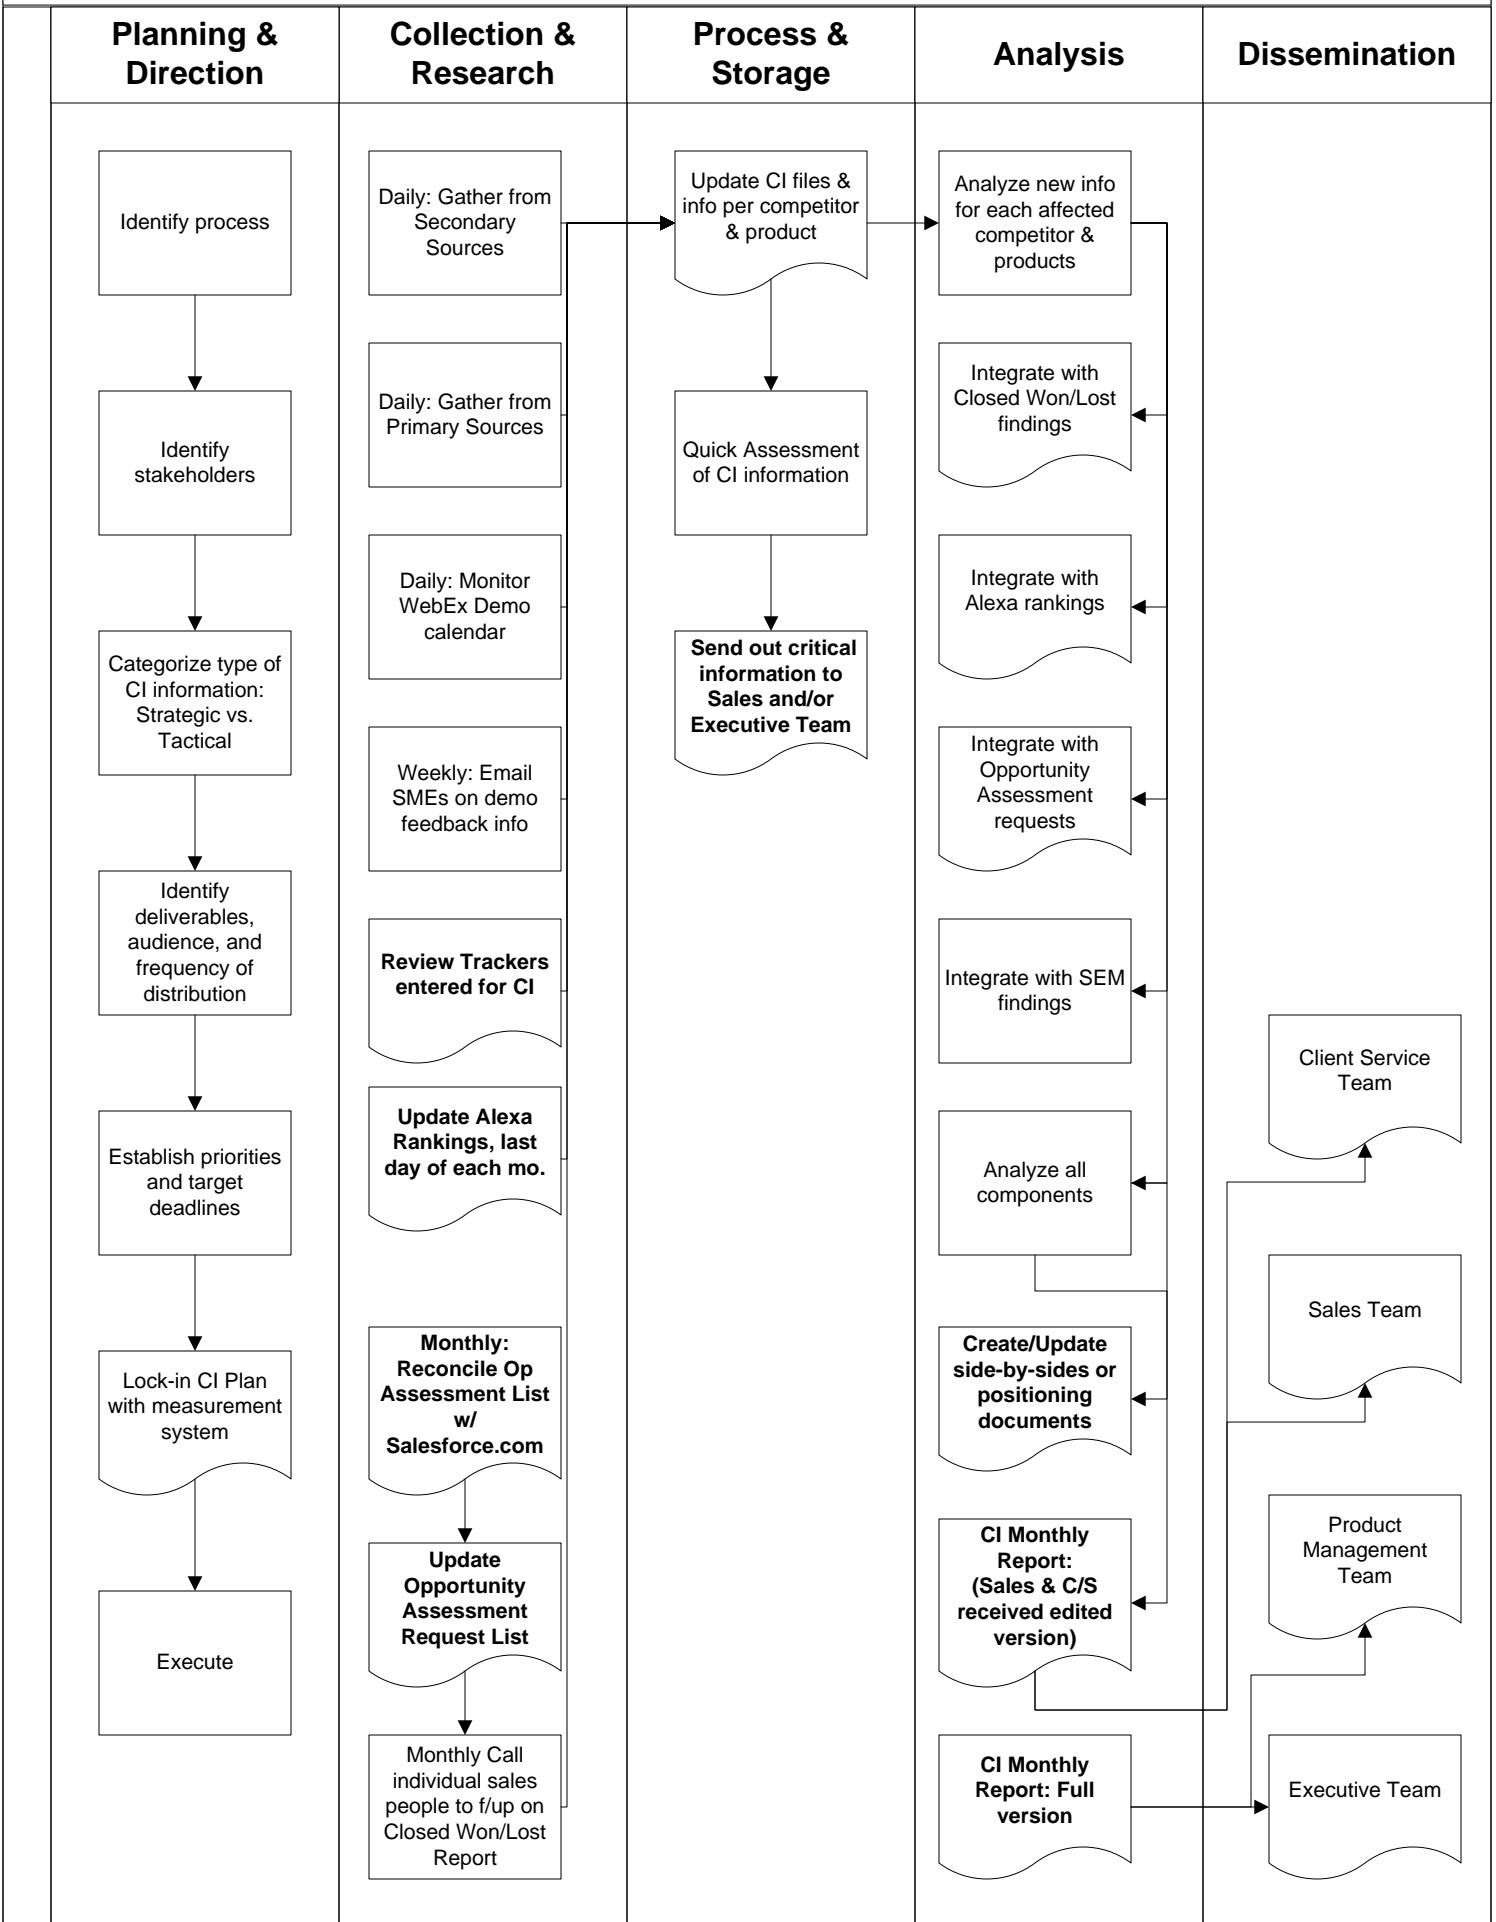 Planning &
Direction
Collection &
Research
Process &
Storage
Analysis
Dissemination
Identify process
Identify
stakeholders
Categorize type of
CI information:
Strategic vs.
Tactical
Identify
deliverables,
audience, and
frequency of
distribution
Establish priorities
and target
deadlines
Lock-in CI Plan
with measurement
system
Execute
Daily: Gather from
Secondary
Sources
Daily: Gather from
Primary Sources
Daily: Monitor
WebEx Demo
calendar
Weekly: Email
SMEs on demo
feedback info
Review Trackers
entered for CI
Update Alexa
Rankings, last
day of each mo.
Monthly:
Reconcile Op
Assessment List
w/
Salesforce.com
Update
Opportunity
Assessment
Request List
Monthly Call
individual sales
people to f/up on
Closed Won/Lost
Report
Update CI files &
info per competitor
& product
Quick Assessment
of CI information
Send out critical
information to
Sales and/or
Executive Team
Analyze new info
for each affected
competitor &
products
Integrate with
Closed Won/Lost
findings
Integrate with
Alexa rankings
Integrate with
Opportunity
Assessment
requests
Integrate with SEM
findings
Analyze all
components
Create/Update
side-by-sides or
positioning
documents
CI Monthly
Report:
(Sales & C/S
received edited
version)
CI Monthly
Report: Full
version
Client Service
Team
Sales Team
Product
Management
Team
Executive Team